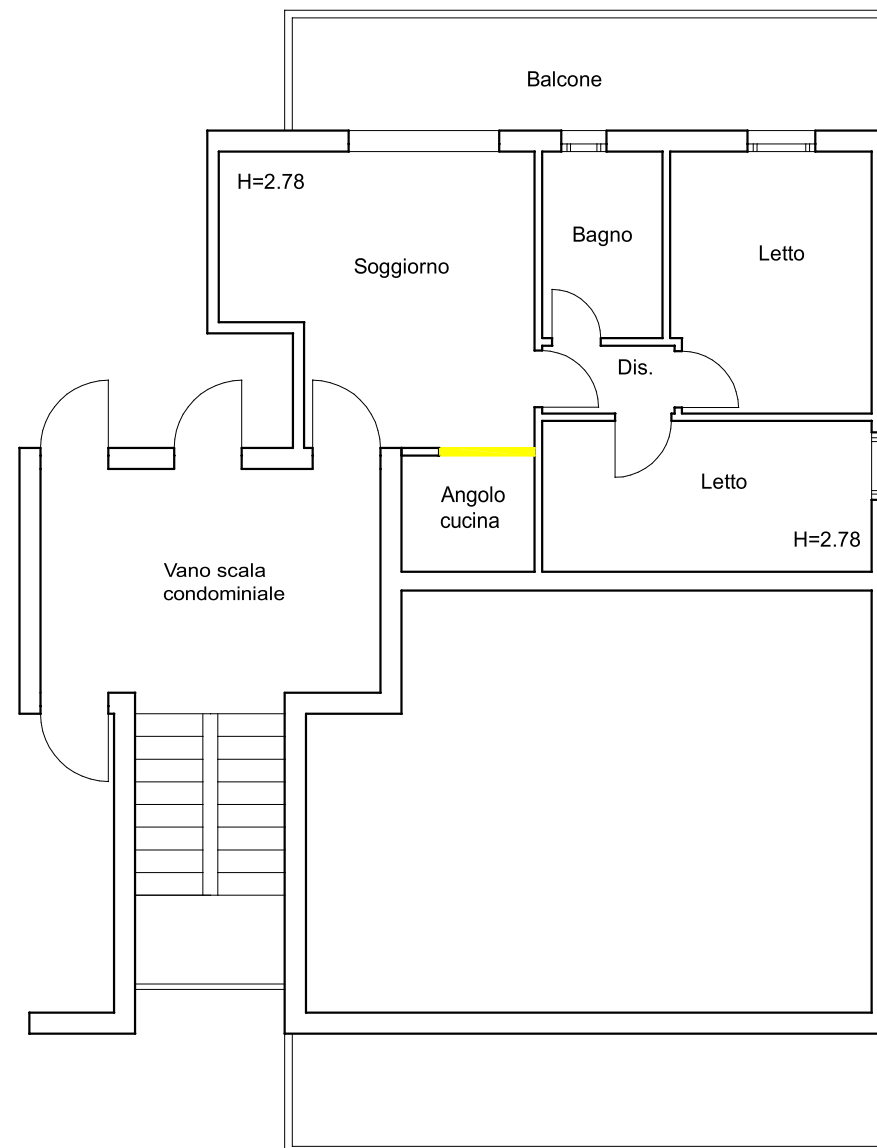 Balcone
H=2.78
Bagno
Letto
Soggiorno
Dis.
Letto
Angolo
cucina
H=2.78
Vano scala
condominiale